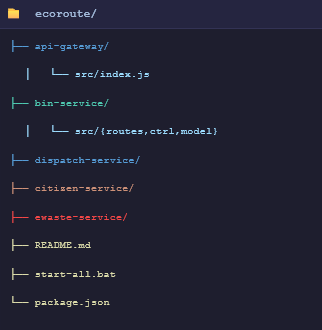 ecoroute/
├── api-gateway/
│   └── src/index.js
├── bin-service/
│   └── src/{routes,ctrl,model}
├── dispatch-service/
├── citizen-service/
├── ewaste-service/
├── README.md
├── start-all.bat
└── package.json